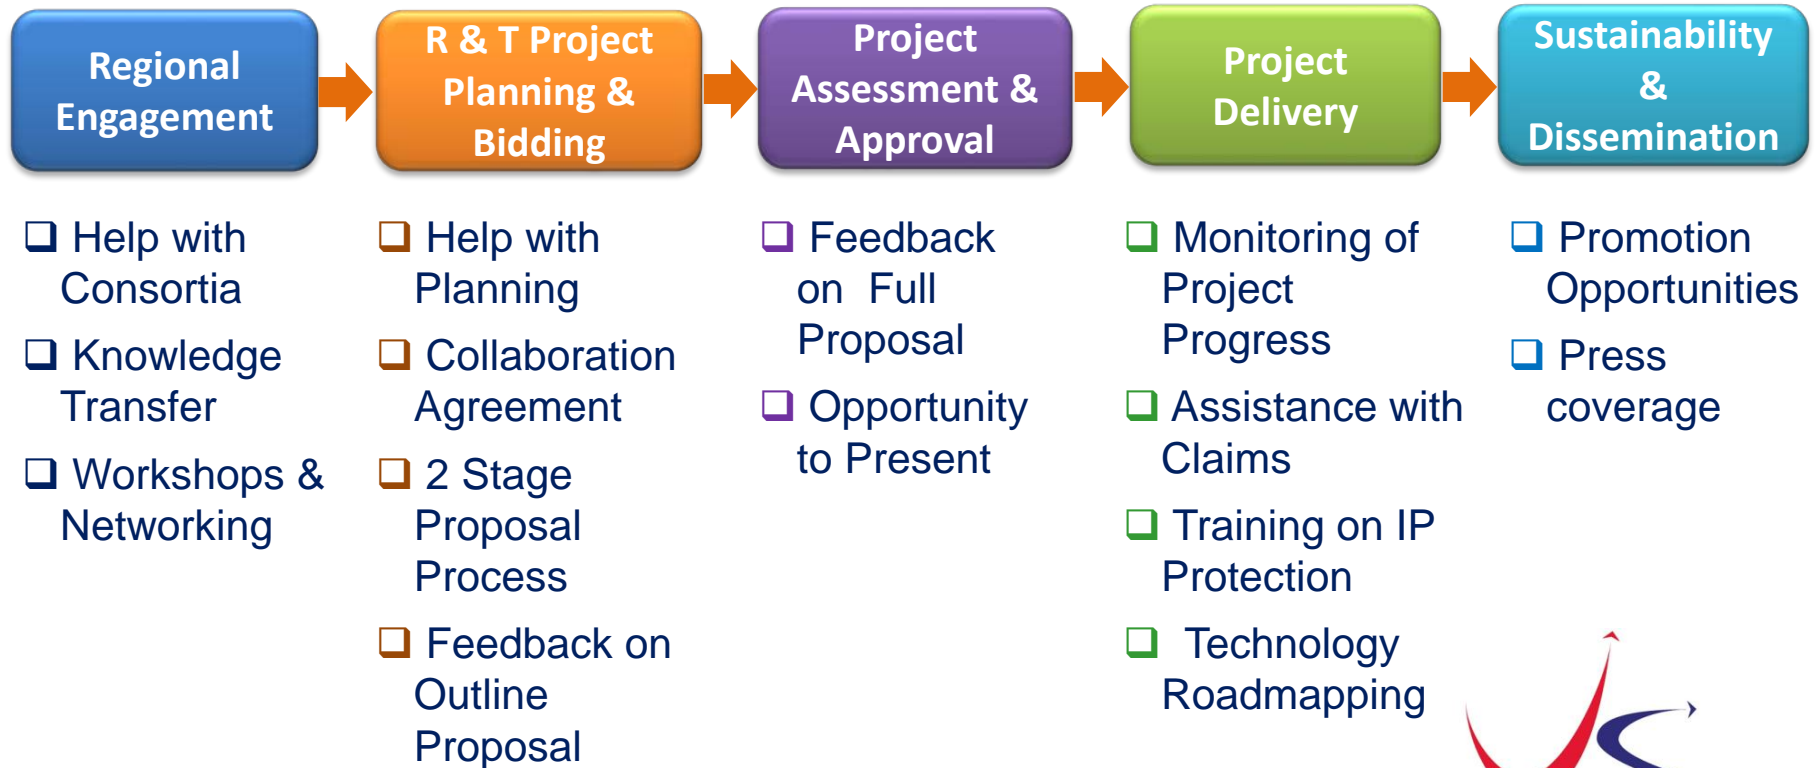 Regional
Engagement
R & T Project
Planning &
Bidding
Project
Assessment &
Approval
Project
Delivery
Sustainability
&
Dissemination
Help with
Consortia
Knowledge
Transfer
Workshops &
Networking
Help with
Planning
Collaboration
Agreement
2 Stage
Proposal
Process
Feedback on
Outline
Proposal
Feedback
on Full
Proposal
Opportunity
to Present
Monitoring of
Project
Progress
Assistance with
Claims
Training on IP
Protection
Technology
Roadmapping
Promotion
Opportunities
Press
coverage